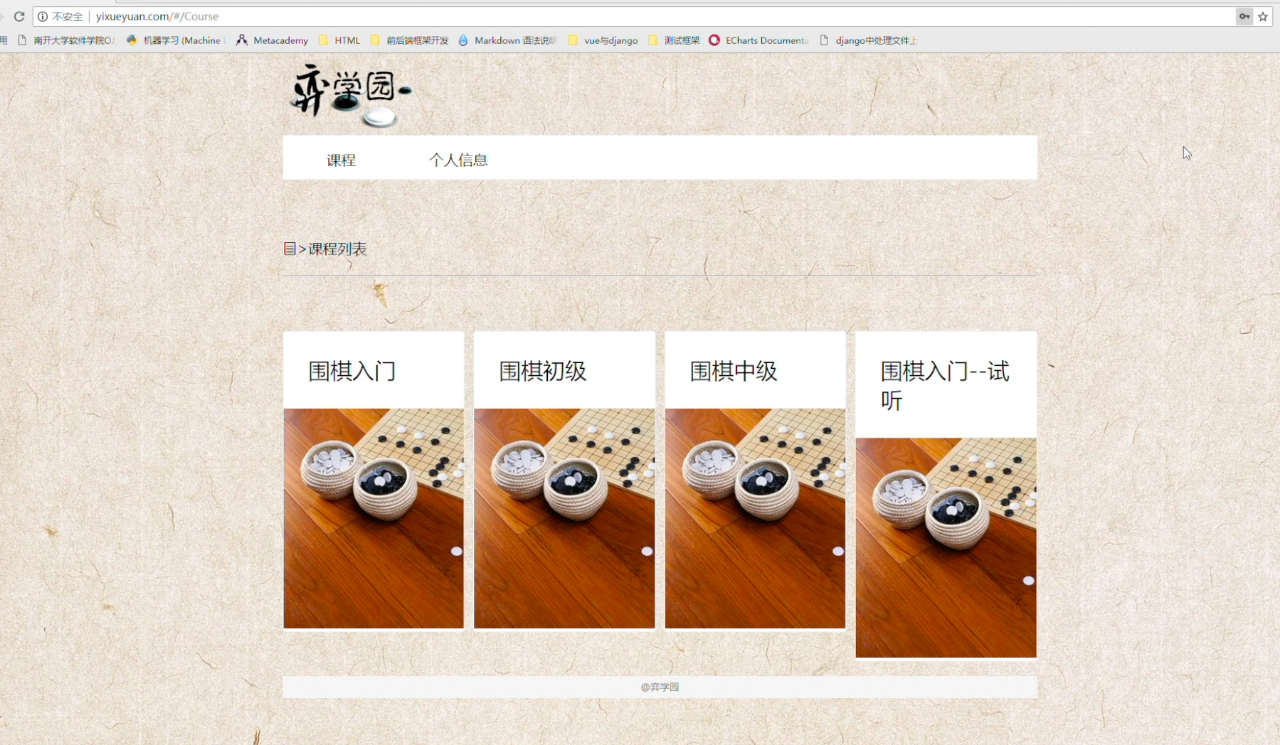 不安全 | yixueyuan.com/#/Course
用 南开大学软件学院OJ 机器学习 (Machine L Metacademy HTML 前后端框架开发 Markdown 语法说明 vue与django 测试框架 ECharts Documenta django中处理文件上
弈学园
课程 个人信息
>课程列表
围棋入门 围棋初级 围棋中级 围棋入门--试
听
@弈学园